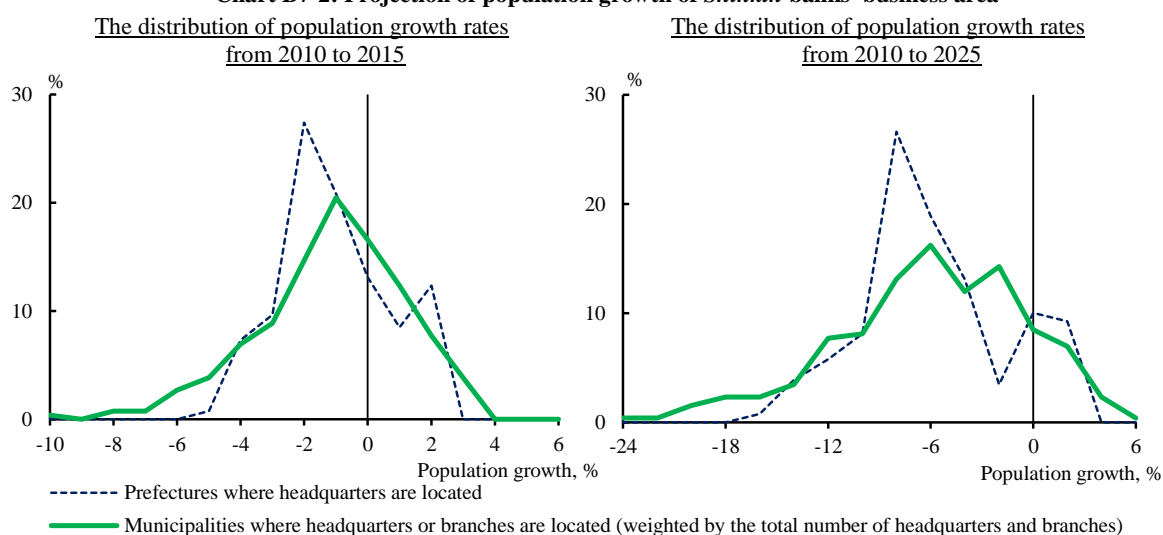 The distribution of population growth rates
from 2010 to 2015
%
30
20
10
0
-10 -8 -6 -4 -2 0 2 4 6
Population growth, %
The distribution of population growth rates
from 2010 to 2025
%
30
20
10
0
-24 -18 -12 -6 0 6
Population growth, %
Prefectures where headquarters are located
Municipalities where headquarters or branches are located (weighted by the total number of headquarters and branches)